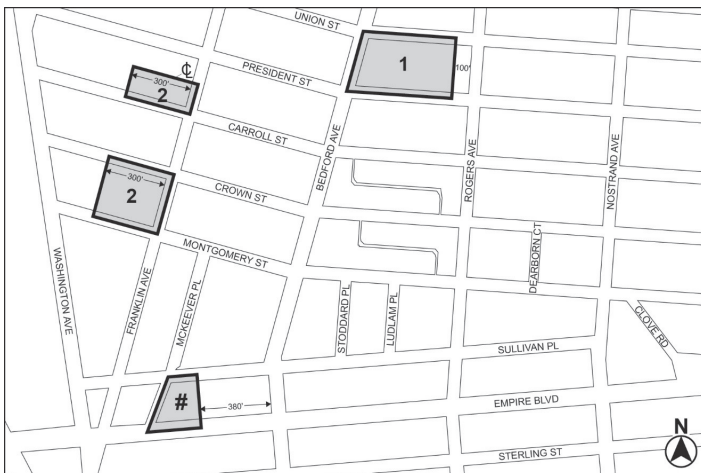 UNION ST
1
100'
PRESIDENT ST
℄
300'
2
CARROLL ST
BEDFORD AVE
ROGERS AVE
NOSTRAND AVE
300'
2
CROWN ST
MONTGOMERY ST
WASHINGTON AVE
FRANKLIN AVE
MCKEEVER PL
STODDARD PL
LUDLAM PL
DEARBORN CT
CLOVE RD
SULLIVAN PL
#
380'
EMPIRE BLVD
STERLING ST
N